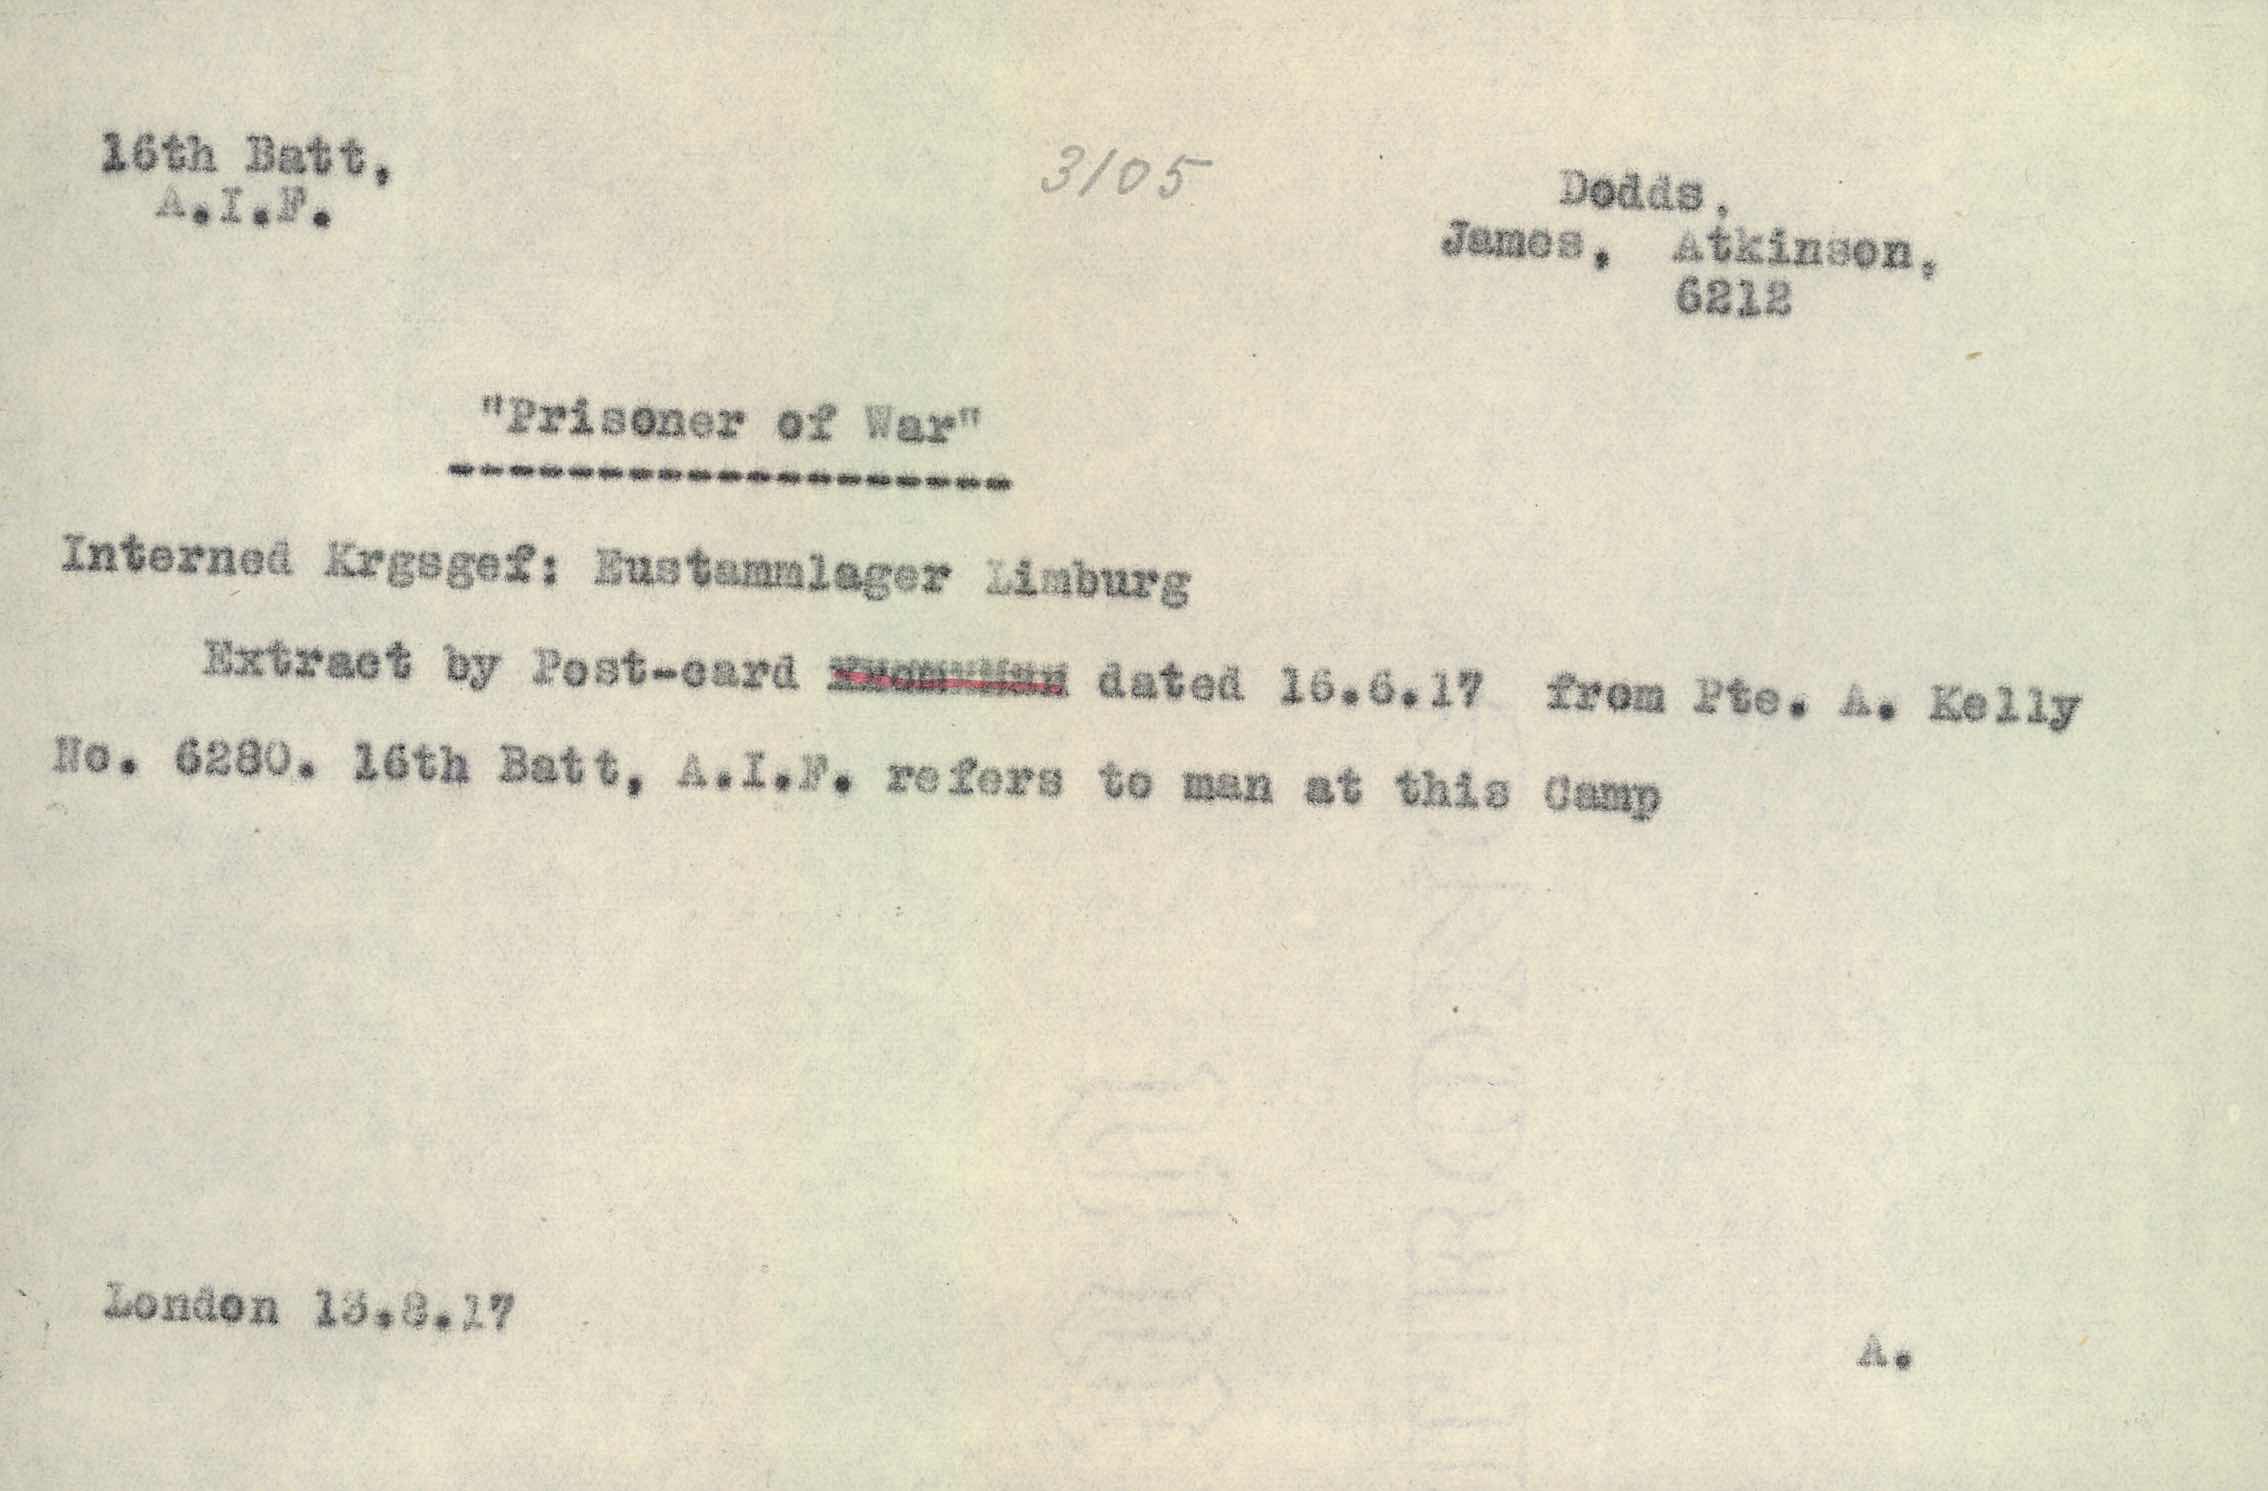 16th Batt,
A.I.F.
3105
Dodds,
James, Atkinson,
6212
"Prisoner of War"
-------------------
Interned Krgsgef: Eustammlager Limburg
Extract by Post-card dated 16.6.17 from Pte. A. Kelly
No. 6280. 16th Batt, A.I.F. refers to man at this Camp
London 13.8.17
A.